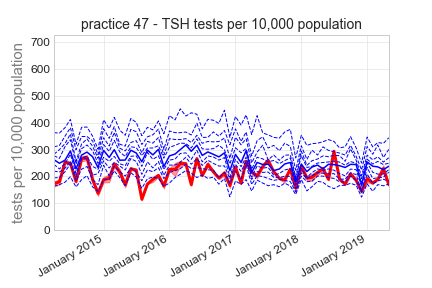 practice 47 - TSH tests per 10,000 population
tests per 10,000 population
700
600
500
400
300
200
100
0
January 2015
January 2016
January 2017
January 2018
January 2019